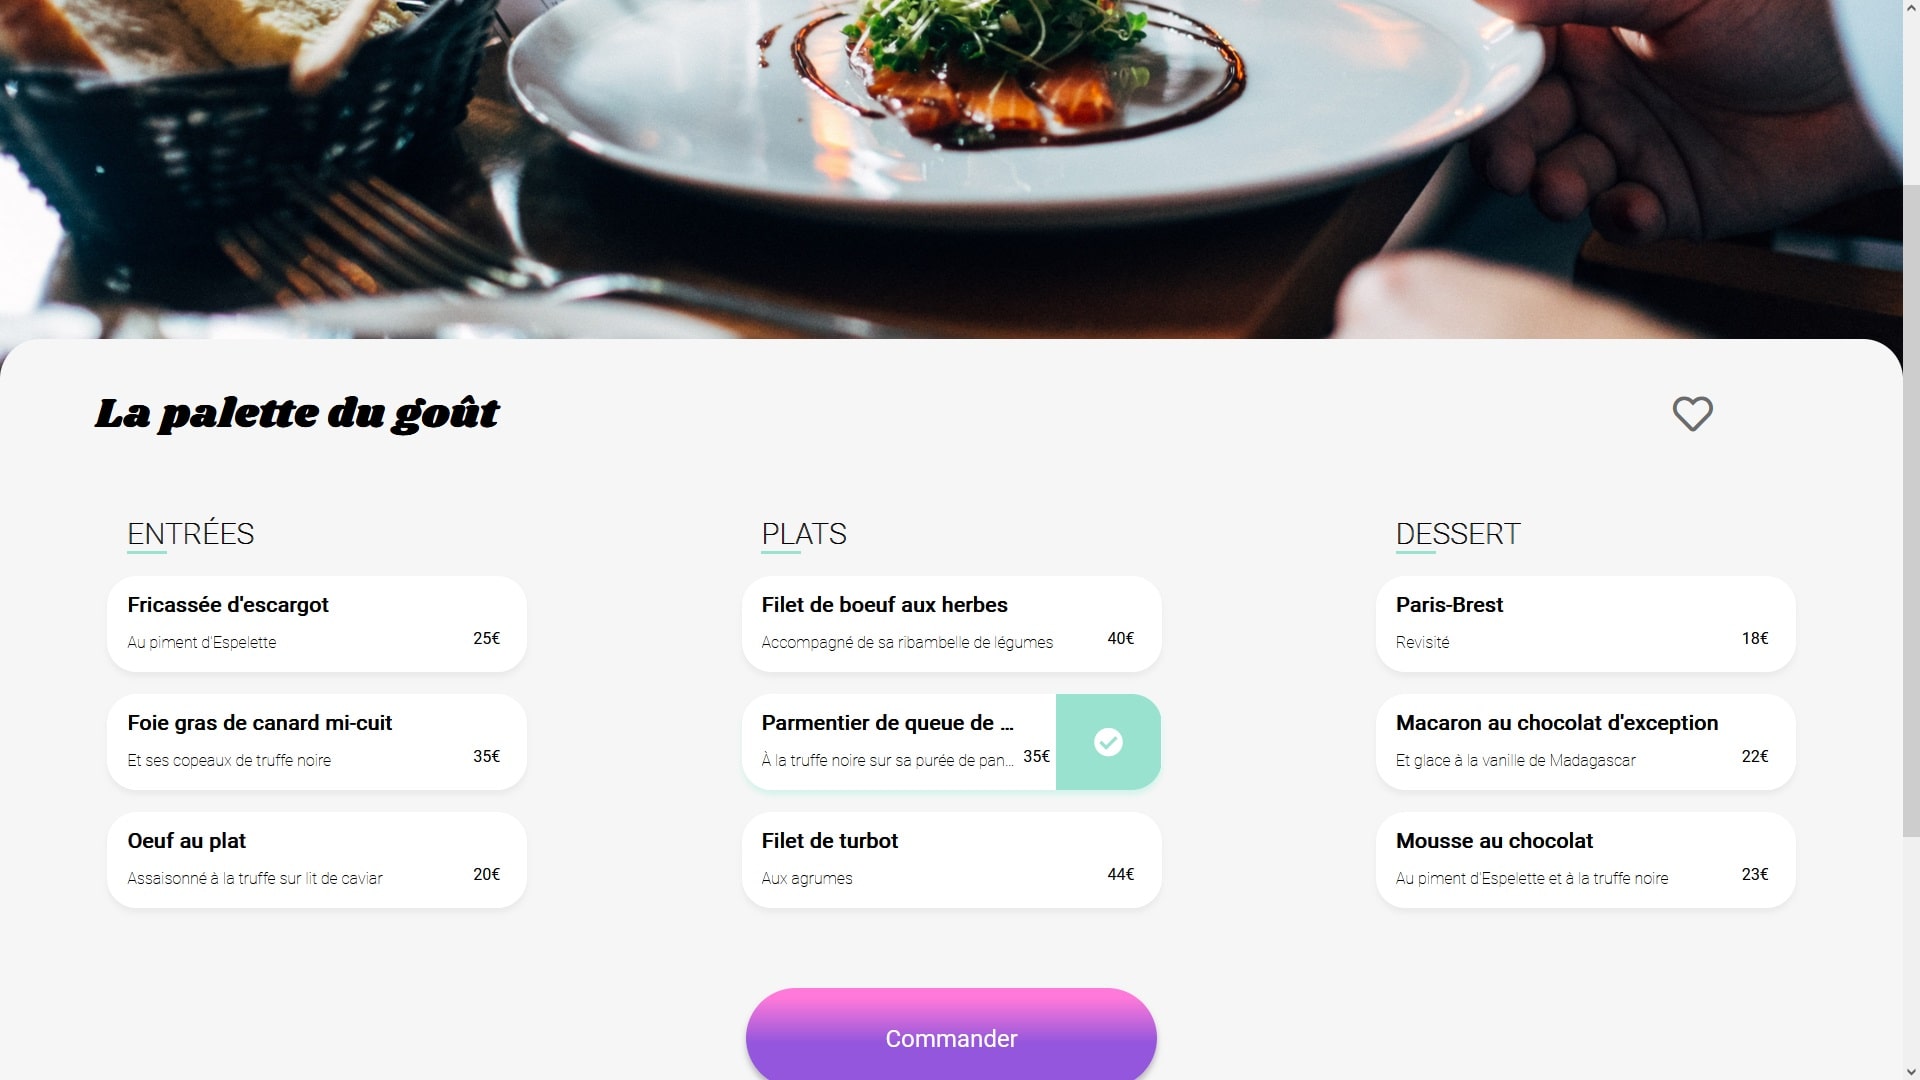 La palette du goût
ENTRÉES
Fricassée d'escargot
Au piment d'Espelette 25€
Foie gras de canard mi-cuit
Et ses copeaux de truffe noire 35€
Oeuf au plat
Assaisonné à la truffe sur lit de caviar 20€
PLATS
Filet de boeuf aux herbes
Accompagné de sa ribambelle de légumes 40€
Parmentier de queue de ...
À la truffe noire sur sa purée de pan... 35€
Filet de turbot
Aux agrumes 44€
DESSERT
Paris-Brest
Revisité 18€
Macaron au chocolat d'exception
Et glace à la vanille de Madagascar 22€
Mousse au chocolat
Au piment d'Espelette et à la truffe noire 23€
Commander